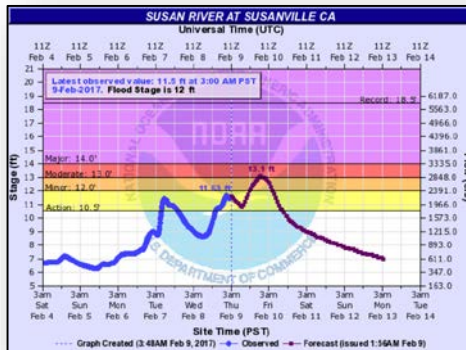 SUSAN RIVER AT SUSANVILLE CA
Universal Time (UTC)
11Z 11Z 11Z 11Z 11Z 11Z 11Z 11Z 11Z 11Z 11Z
Feb 4 Feb 5 Feb 6 Feb 7 Feb 8 Feb 9 Feb 10 Feb 11 Feb 12 Feb 13 Feb 14
Latest observed value: 11.5 ft at 3:00 AM PST
9-Feb-2017. Flood Stage is 12 ft
Record: 18.5'
Major: 14.0'
Moderate: 13.0'
Minor: 12.0'
Action: 10.5'
11.63 ft
13.1 ft
NOAA
U.S. DEPARTMENT OF COMMERCE
Stage (ft)
21
20
19
18
17
16
15
14
13
12
11
10
9
8
7
6
5
6187.0
5563.0
4966.0
4396.0
3852.0
3335.0
2844.0
2391.0
1966.0
1573.0
1215.0
893.0
612.0
347.0
163.0
3am 3am 3am 3am 3am 3am 3am 3am 3am 3am 3am
Sat Sun Mon Tue Wed Thu Fri Sat Sun Mon Tue
Feb 4 Feb 5 Feb 6 Feb 7 Feb 8 Feb 9 Feb 10 Feb 11 Feb 12 Feb 13 Feb 14
Site Time (PST)
Graph Created (3:48AM Feb 9, 2017) Observed Forecast (issued 1:36AM Feb 9)